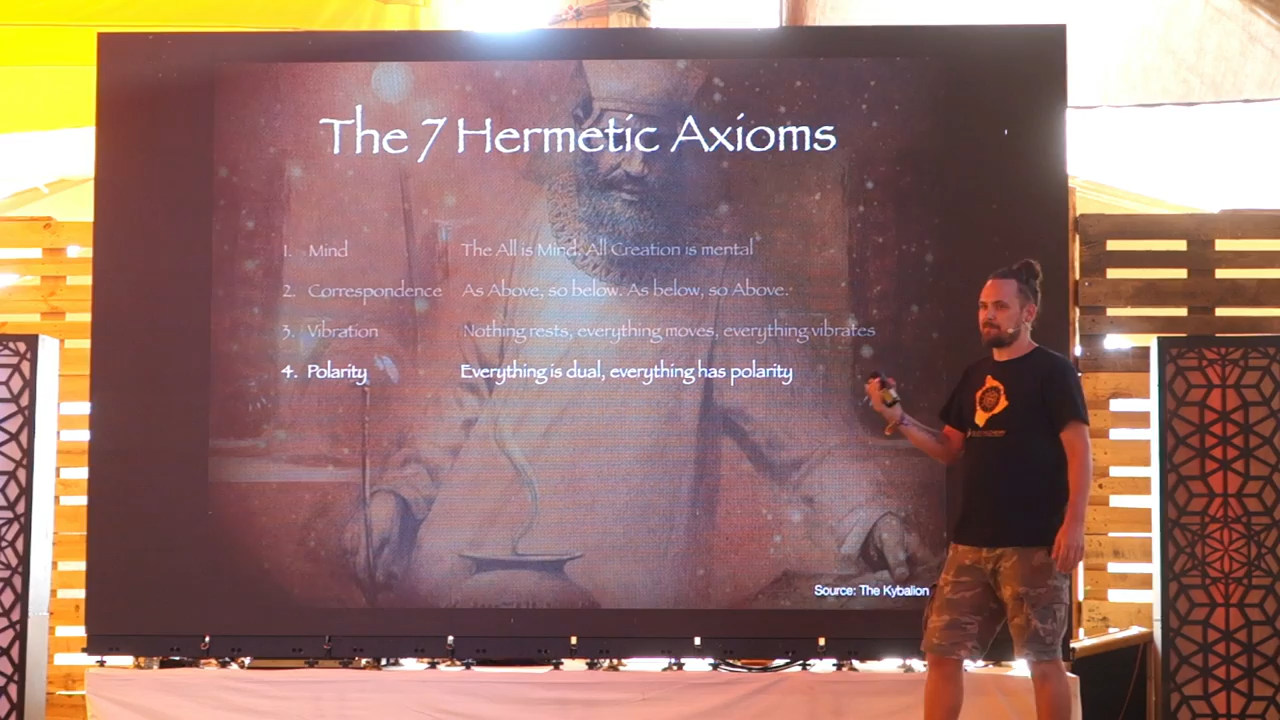 The 7 Hermetic Axioms
1. Mind The All is Mind. All Creation is mental
2. Correspondence As Above, so below. As below, so Above.
3. Vibration Nothing rests, everything moves, everything vibrates
4. Polarity Everything is dual, everything has polarity
Source: The Kybalion